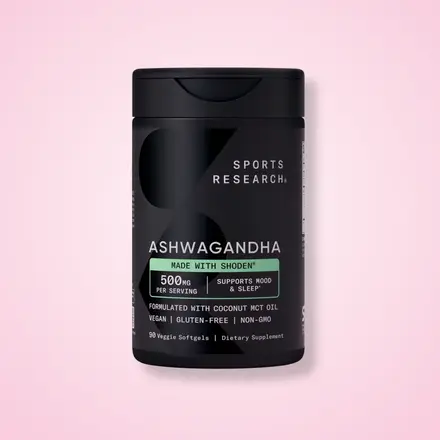 SPORTS
RESEARCH®
ASHWAGANDHA
MADE WITH SHODEN®
500MG
PER SERVING
SUPPORTS MOOD
& SLEEP*
FORMULATED WITH COCONUT MCT OIL
VEGAN | GLUTEN-FREE | NON-GMO
Veggie Softgels | Dietary Supplement